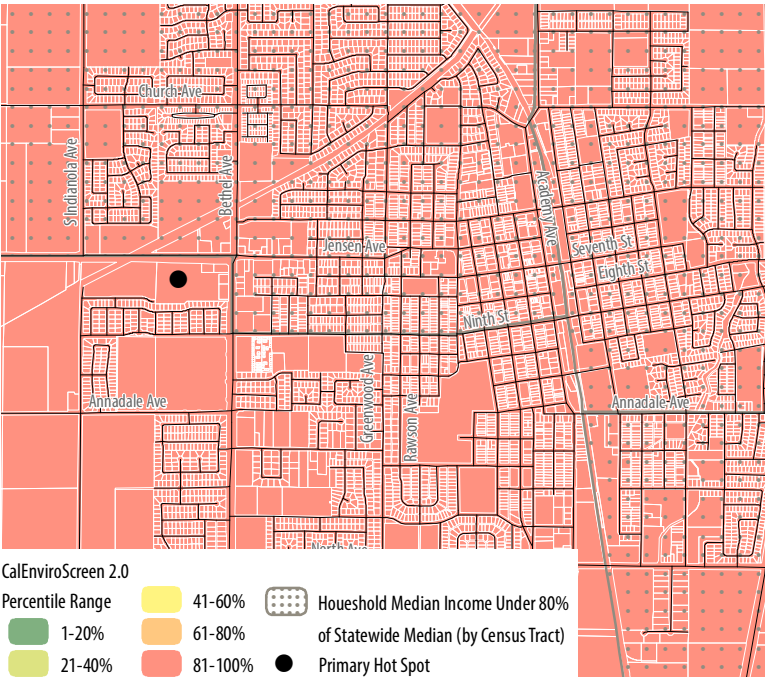 Church Ave
S Indianola Ave
Bethel Ave
Academy Ave
Jensen Ave
Seventh St
Eighth St
Ninth St
Greenwood Ave
Rawson Ave
Annadale Ave
Annadale Ave
North Ave
CalEnviroScreen 2.0
Percentile Range
1-20%
21-40%
41-60%
61-80%
81-100%
Houeshold Median Income Under 80%
of Statewide Median (by Census Tract)
Primary Hot Spot